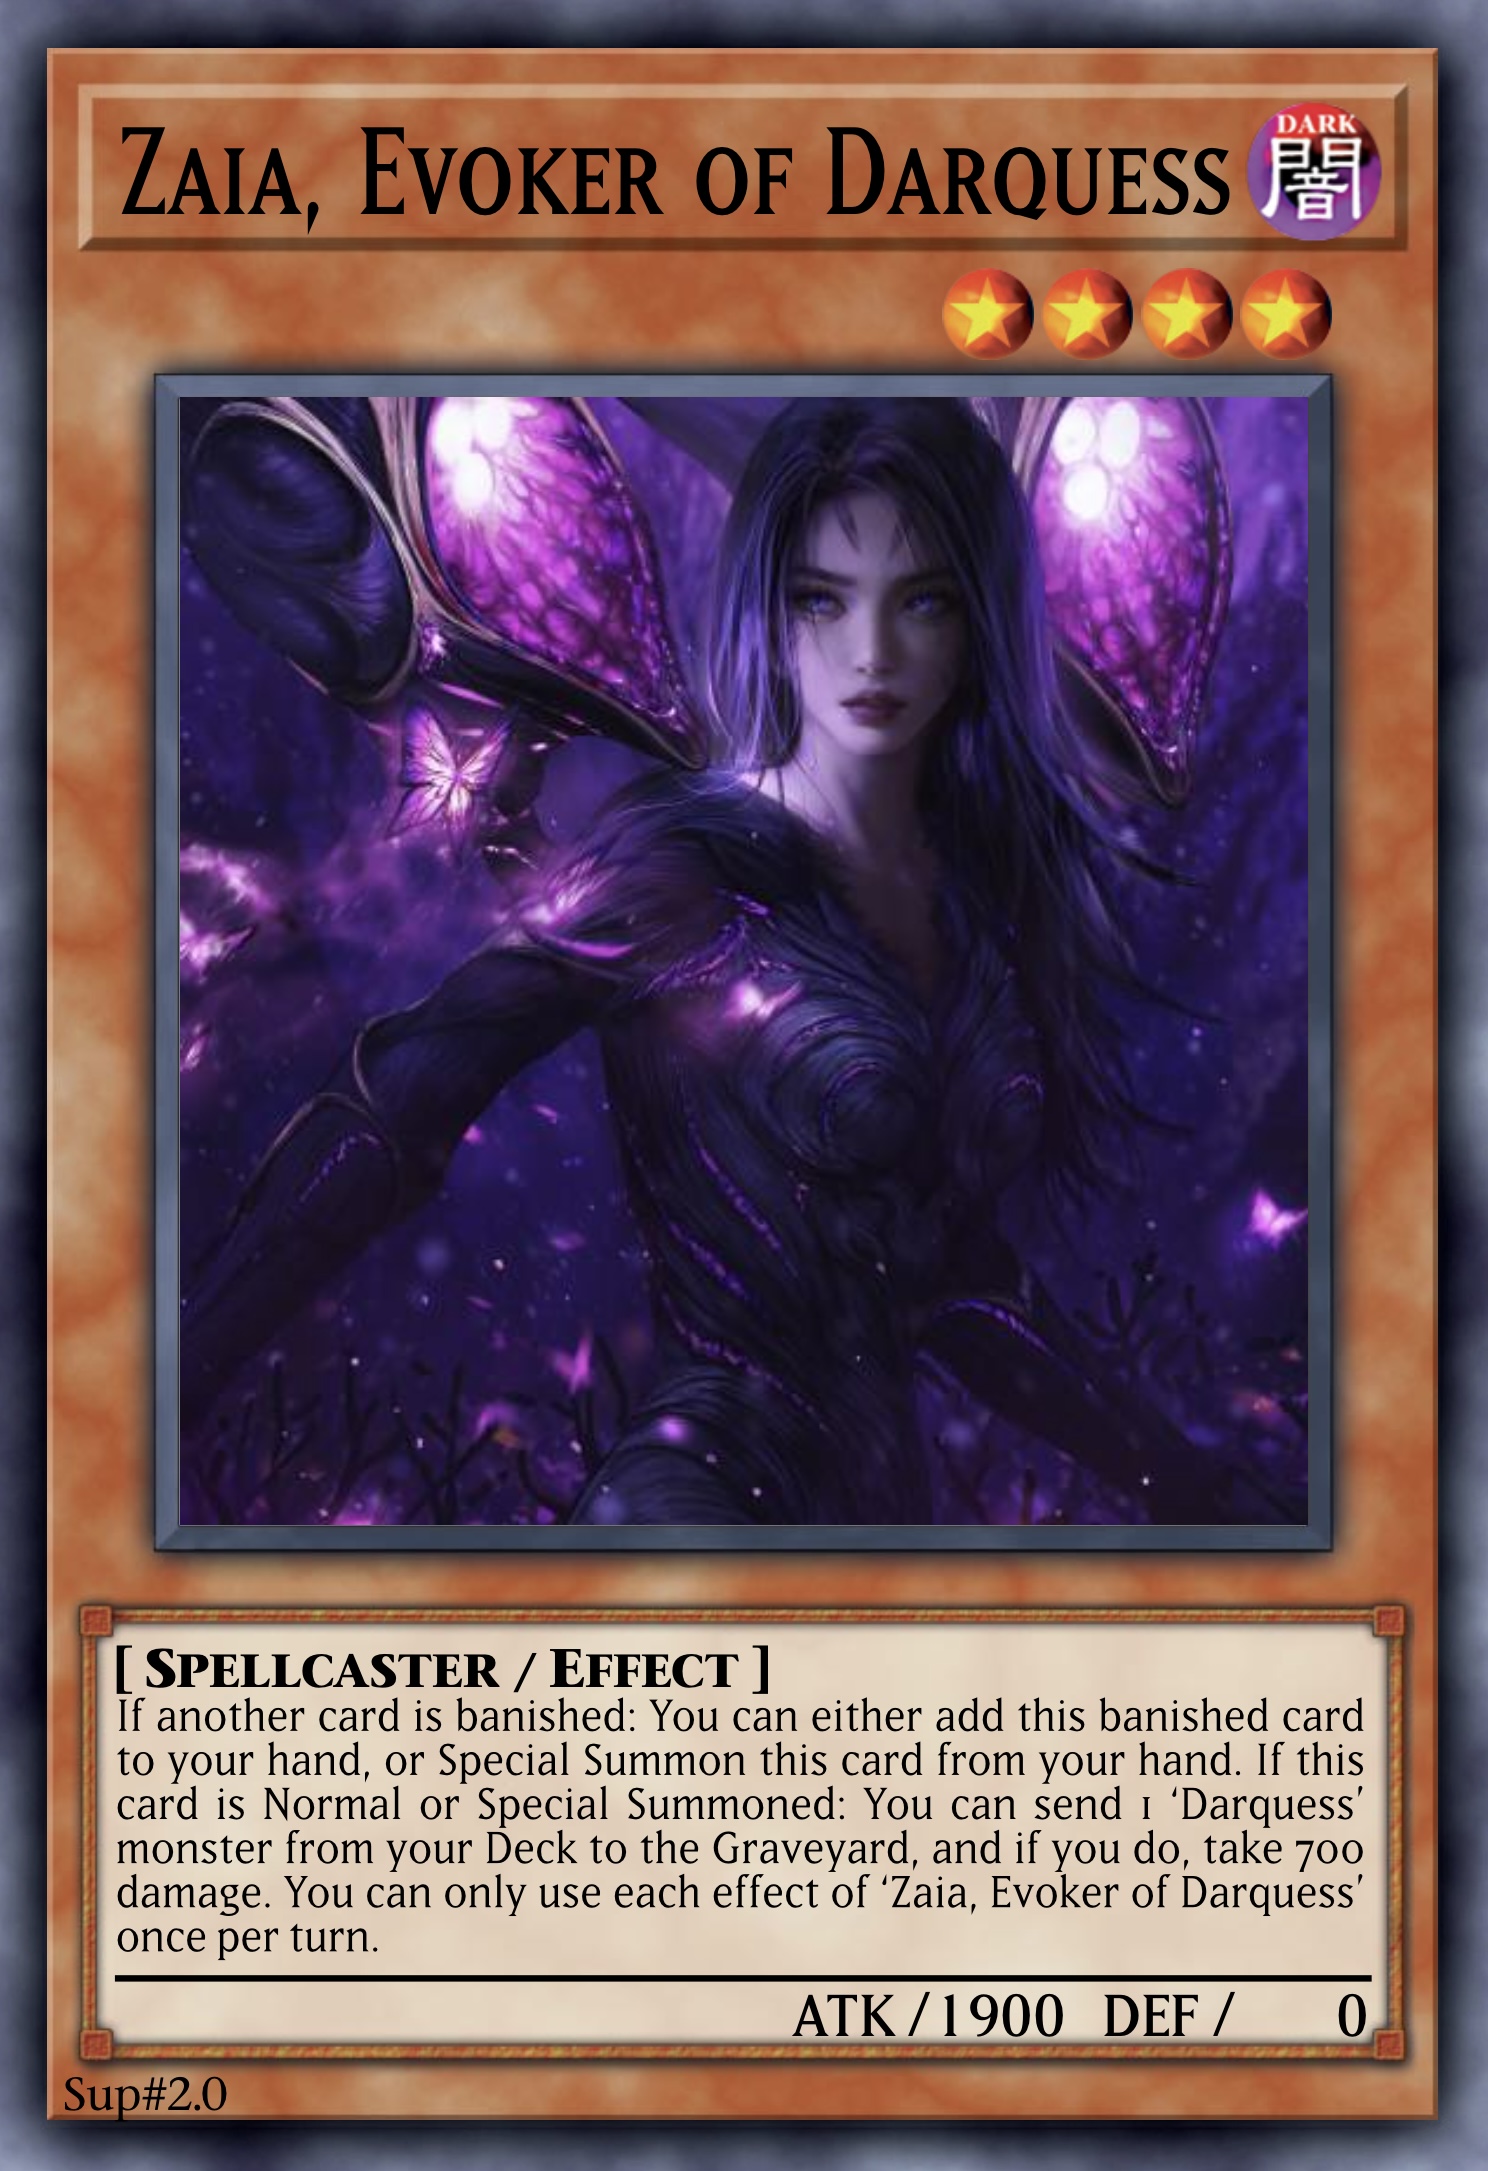 Zaia, Evoker of Darquess
DARK
闇
[ Spellcaster / Effect ]
If another card is banished: You can either add this banished card
to your hand, or Special Summon this card from your hand. If this
card is Normal or Special Summoned: You can send 1 ‘Darquess’
monster from your Deck to the Graveyard, and if you do, take 700
damage. You can only use each effect of ‘Zaia, Evoker of Darquess’
once per turn.
ATK / 1900 DEF / 0
Sup#2.0